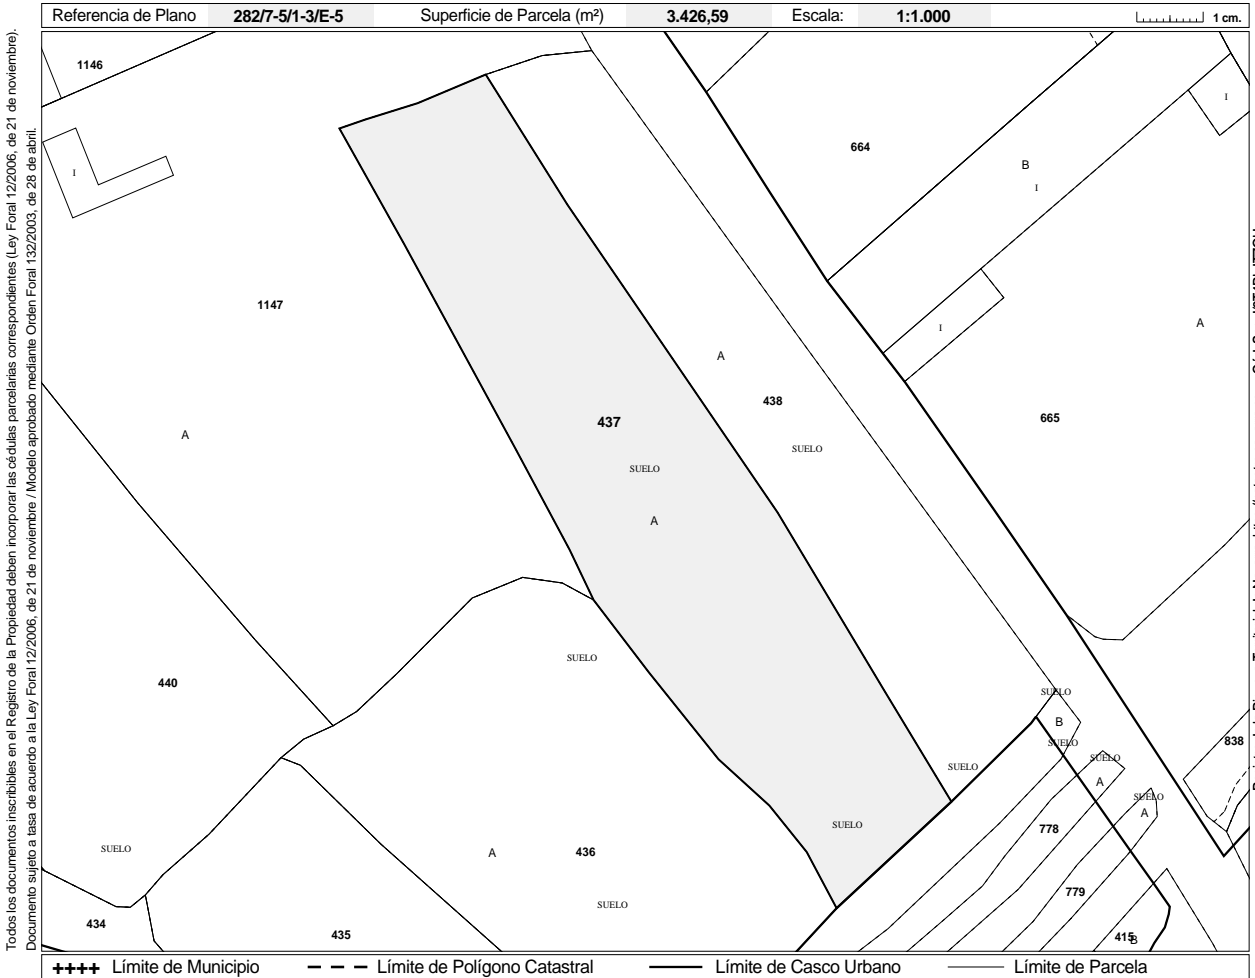 Referencia de Plano 282/7-5/1-3/E-5 Superficie de Parcela (m²) 3.426,59 Escala: 1:1.000 1 cm.
Todos los documentos inscribibles en el Registro de la Propiedad deben incorporar las cédulas parcelarias correspondientes (Ley Foral 12/2006, de 21 de noviembre).
Documento sujeto a tasa de acuerdo a la Ley Foral 12/2006, de 21 de noviembre / Modelo aprobado mediante Orden Foral 132/2003, de 28 de abril.
1146
I
664
B
I
I
I
1147
A
A
A
438
437
665
SUELO
SUELO
A
A
SUELO
440
SUELO
B
SUELO
838
SUELO
SUELO
A
SUELO
A
SUELO
778
SUELO
A
436
779
SUELO
434
435
415
B
++++ Límite de Municipio
Límite de Polígono Catastral
Límite de Casco Urbano
Límite de Parcela